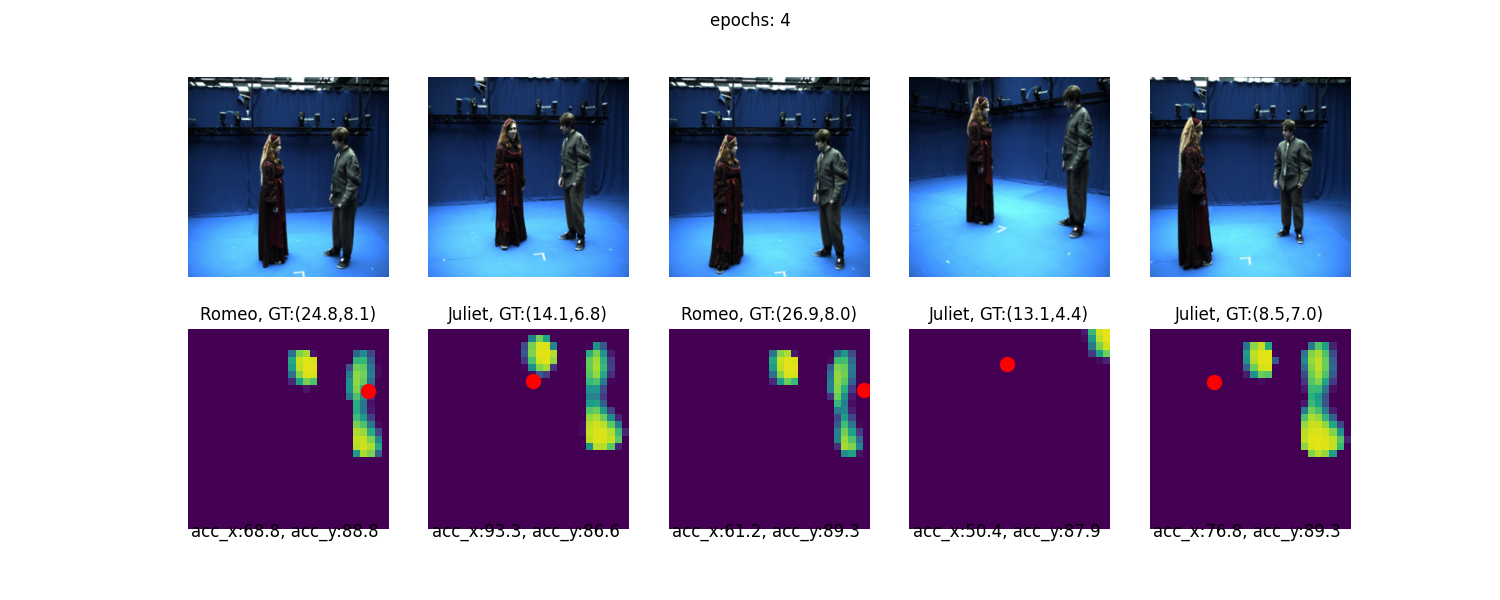 epochs: 4
Romeo, GT:(24.8,8.1)
Juliet, GT:(14.1,6.8)
Romeo, GT:(26.9,8.0)
Juliet, GT:(13.1,4.4)
Juliet, GT:(8.5,7.0)
acc_x:68.8, acc_y:88.8
acc_x:93.3, acc_y:86.6
acc_x:61.2, acc_y:89.3
acc_x:50.4, acc_y:87.9
acc_x:76.8, acc_y:89.3